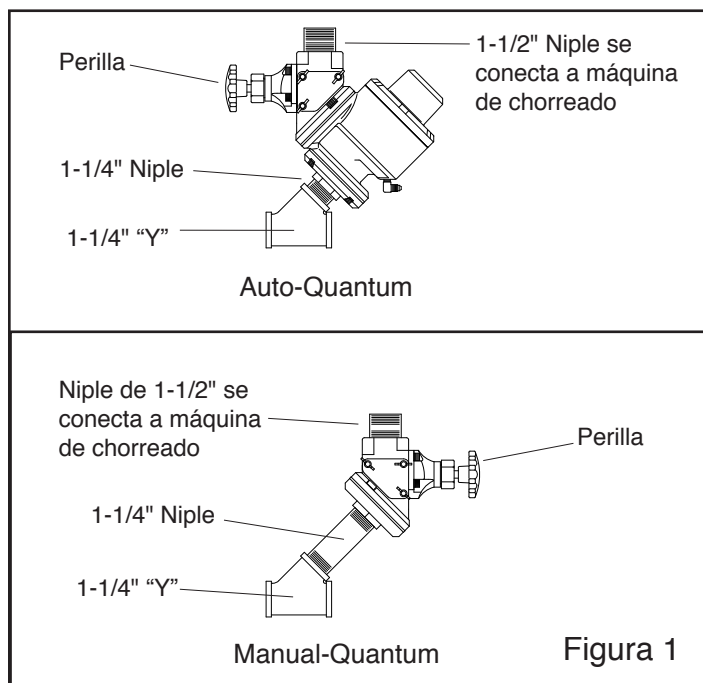 Perilla
1-1/2" Niple se
conecta a máquina
de chorreado
1-1/4" Niple
1-1/4" “Y”
Auto-Quantum
Niple de 1-1/2" se
conecta a máquina
de chorreado
Perilla
1-1/4" Niple
1-1/4" “Y”
Manual-Quantum
Figura 1